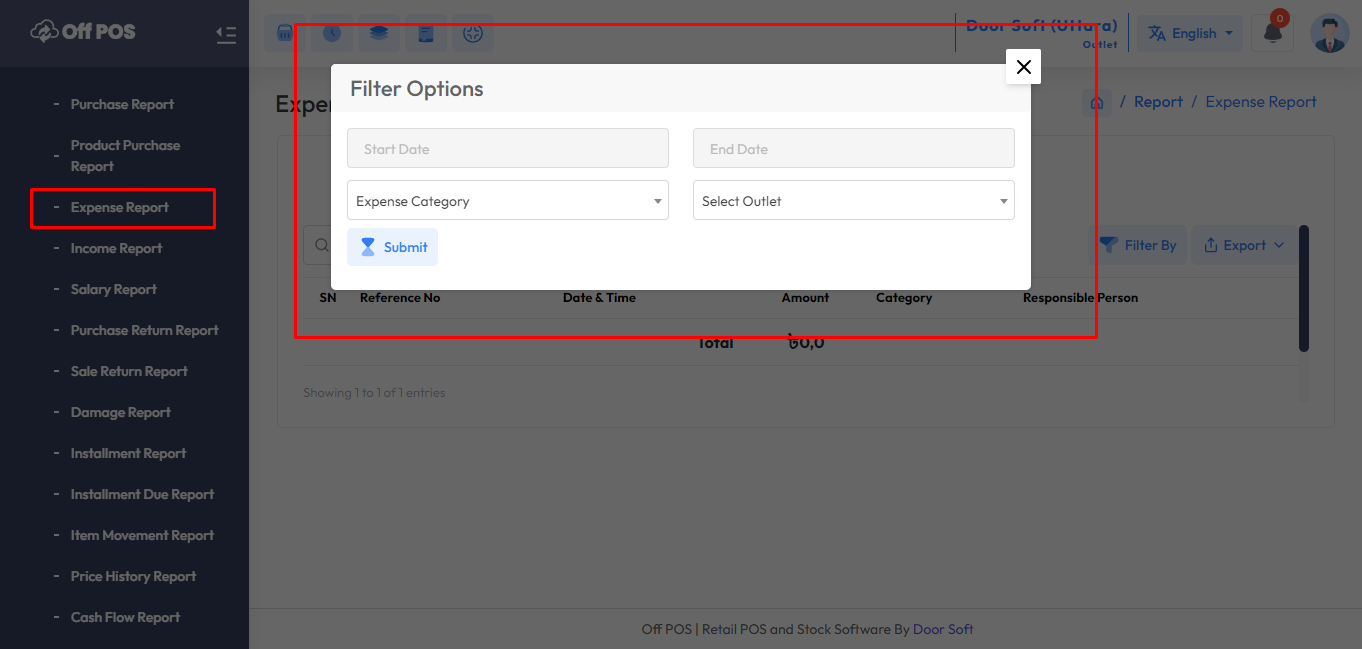 Off POS
Door Soft (Uttara)
Outlet
English
0
Purchase Report
Product Purchase
Report
Expense Report
Income Report
Salary Report
Purchase Return Report
Sale Return Report
Damage Report
Installment Report
Installment Due Report
Item Movement Report
Price History Report
Cash Flow Report
/ Report / Expense Report
Filter Options
Start Date
End Date
Expense Category
Select Outlet
Submit
Filter By
Export
SN Reference No Date & Time Amount Category Responsible Person
Total ৳0,0
Showing 1 to 1 of 1 entries
Off POS | Retail POS and Stock Software By Door Soft